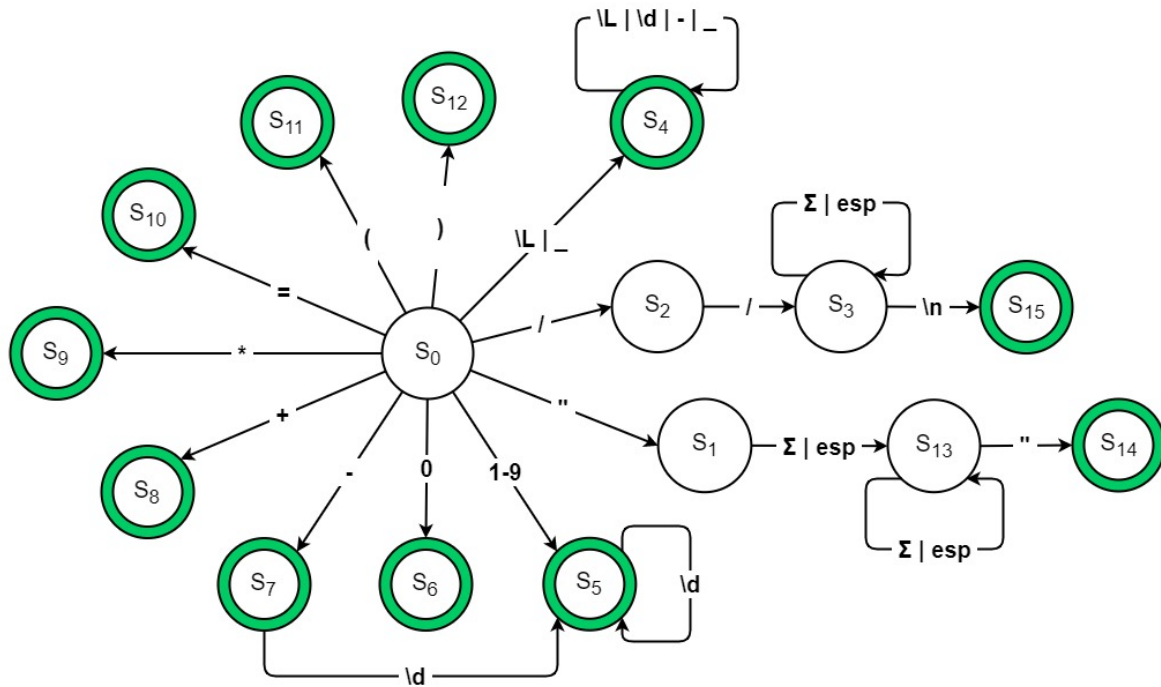 \L | \d | - | _
S12
S11
S4
S10
Σ | esp
(
)
\L | _
=
S2
/
S3
\n
S15
/
S9
*
S0
"
+
S1
Σ | esp
S13
"
S14
-
0
1-9
S8
Σ | esp
S7
S6
S5
\d
\d